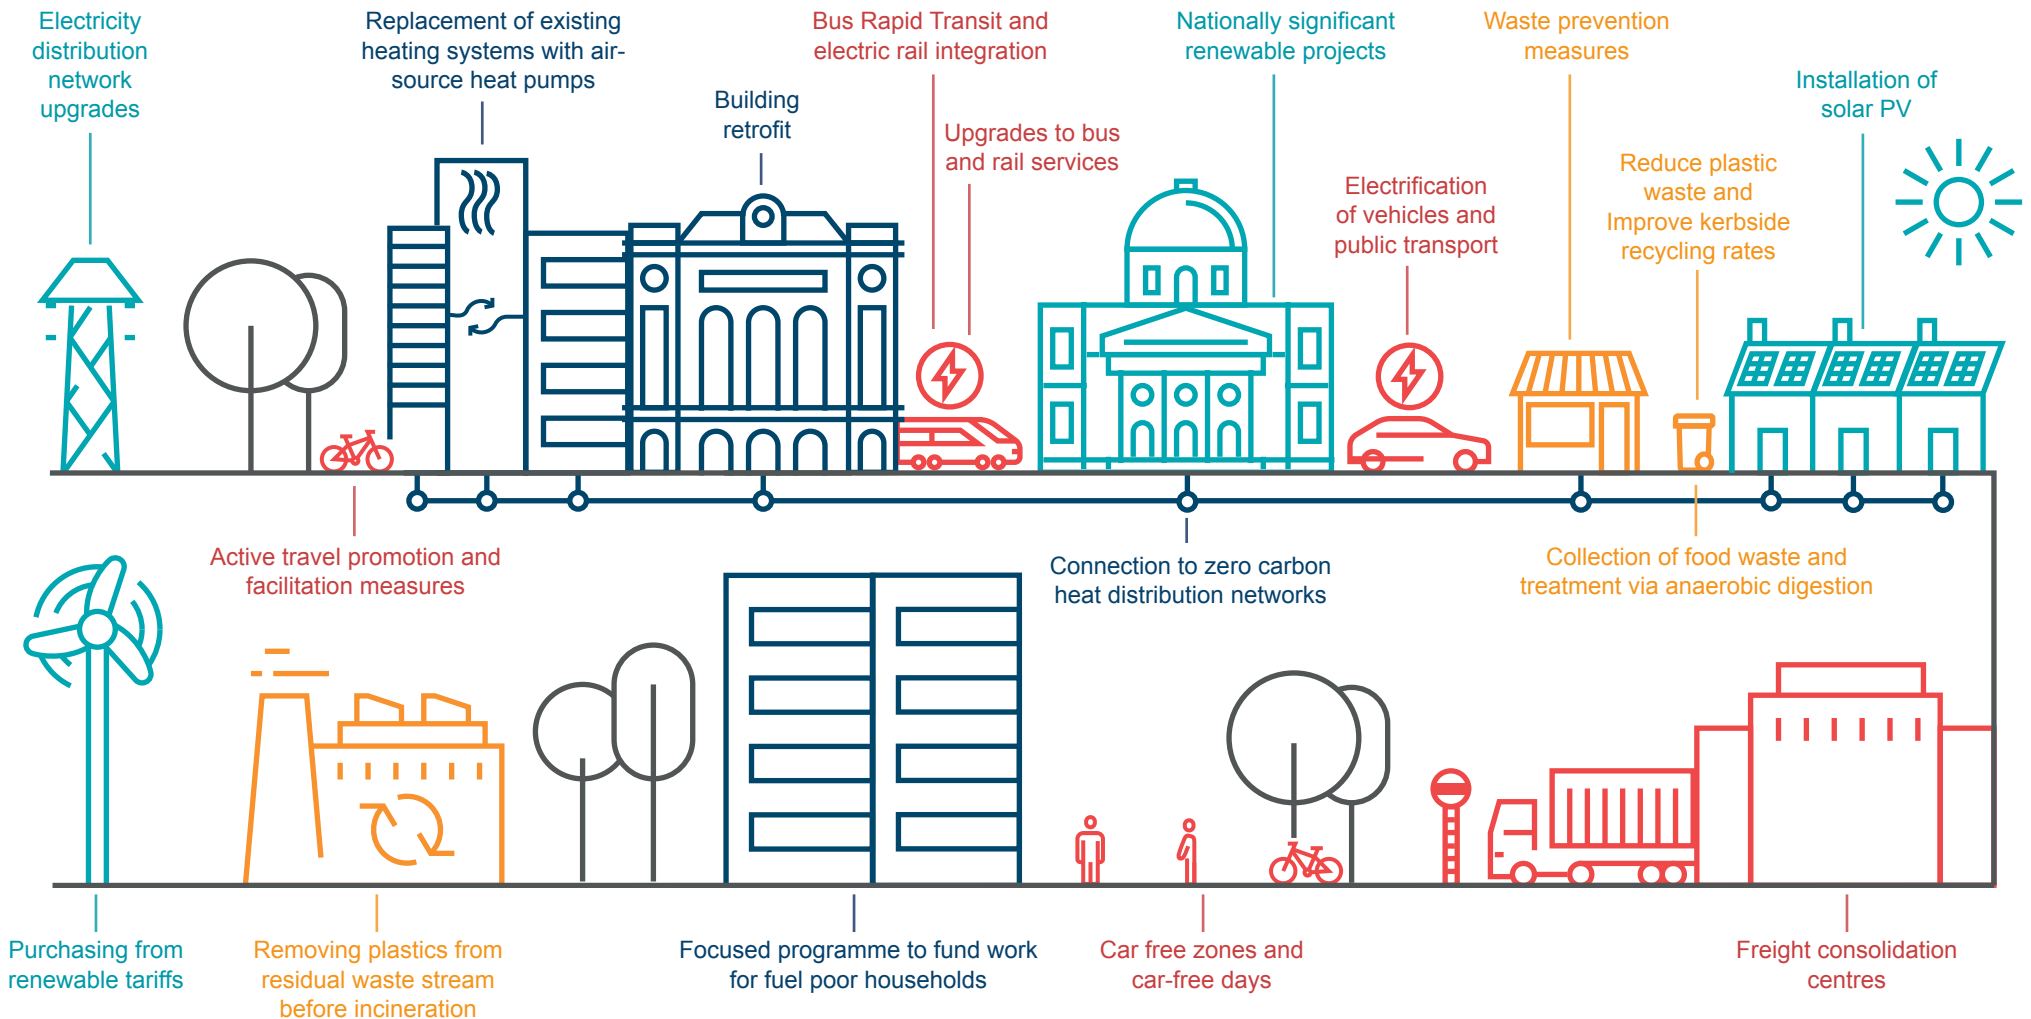 Electricity
distribution
network
upgrades
Replacement of existing
heating systems with air-
source heat pumps
Building
retrofit
Bus Rapid Transit and
electric rail integration
Upgrades to bus
and rail services
Nationally significant
renewable projects
Electrification
of vehicles and
public transport
Waste prevention
measures
Reduce plastic
waste and
Improve kerbside
recycling rates
Installation of
solar PV
Active travel promotion and
facilitation measures
Connection to zero carbon
heat distribution networks
Collection of food waste and
treatment via anaerobic digestion
Purchasing from
renewable tariffs
Removing plastics from
residual waste stream
before incineration
Focused programme to fund work
for fuel poor households
Car free zones and
car-free days
Freight consolidation
centres